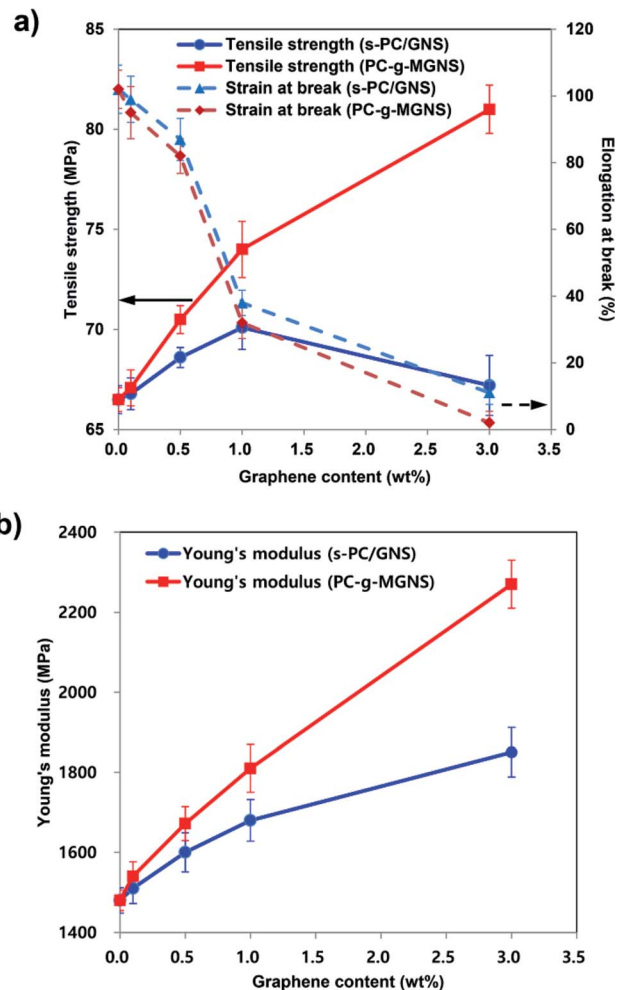 a)
Tensile strength (s-PC/GNS)
Tensile strength (PC-g-MGNS)
Strain at break (s-PC/GNS)
Strain at break (PC-g-MGNS)
85
80
75
70
65
Tensile strength (MPa)
120
100
80
60
40
20
0
Elongation at break (%)
0.0 0.5 1.0 1.5 2.0 2.5 3.0 3.5
Graphene content (wt%)
b)
Young's modulus (s-PC/GNS)
Young's modulus (PC-g-MGNS)
2400
2200
2000
1800
1600
1400
Young's modulus (MPa)
0.0 0.5 1.0 1.5 2.0 2.5 3.0 3.5
Graphene content (wt%)